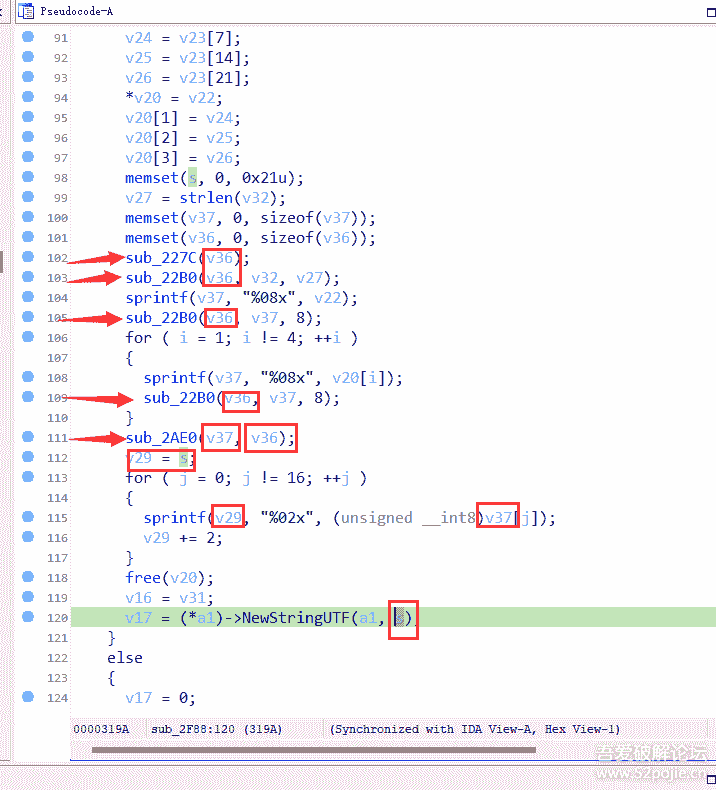 Pseudocode-A
91 v24 = v23[7];
92 v25 = v23[14];
93 v26 = v23[21];
94 *v20 = v22;
95 v20[1] = v24;
96 v20[2] = v25;
97 v20[3] = v26;
98 memset(s, 0, 0x21u);
99 v27 = strlen(v32);
100 memset(v37, 0, sizeof(v37));
101 memset(v36, 0, sizeof(v36));
102 sub_227C(v36);
103 sub_22B0(v36, v32, v27);
104 sprintf(v37, "%08x", v22);
105 sub_22B0(v36, v37, 8);
106 for ( i = 1; i != 4; ++i )
107 {
108 sprintf(v37, "%08x", v20[i]);
109 sub_22B0(v36, v37, 8);
110 }
111 sub_2AE0(v37, v36);
112 v29 = s;
113 for ( j = 0; j != 16; ++j )
114 {
115 sprintf(v29, "%02x", (unsigned __int8)v37[j]);
116 v29 += 2;
117 }
118 free(v20);
119 v16 = v31;
120 v17 = (*a1)->NewStringUTF(a1, s)
121 }
122 else
123 {
124 v17 = 0;
0000319A sub_2F88:120 (319A) (Synchronized with IDA View-A, Hex View-1)
吾爱破解论坛
www.52pojie.cn